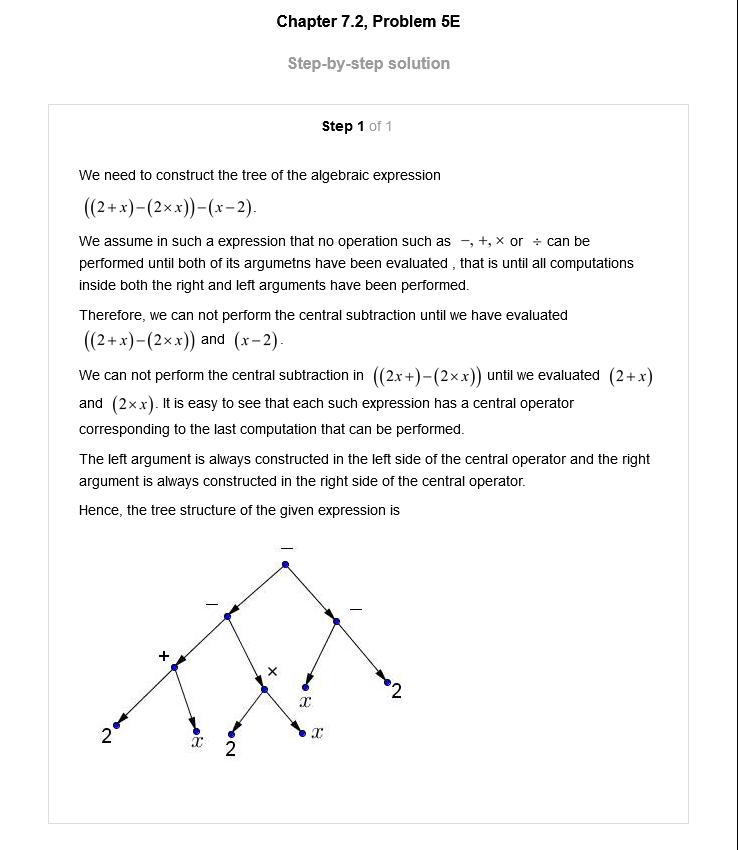 Chapter 7.2, Problem 5E
Step-by-step solution
Step 1 of 1
We need to construct the tree of the algebraic expression
((2+x)−(2×x))−(x−2).
We assume in such a expression that no operation such as −, +, × or ÷ can be
performed until both of its argumetns have been evaluated , that is until all computations
inside both the right and left arguments have been performed.
Therefore, we can not perform the central subtraction until we have evaluated
((2+x)−(2×x)) and (x−2).
We can not perform the central subtraction in ((2x+)−(2×x)) until we evaluated (2+x)
and (2×x). It is easy to see that each such expression has a central operator
corresponding to the last computation that can be performed.
The left argument is always constructed in the left side of the central operator and the right
argument is always constructed in the right side of the central operator.
Hence, the tree structure of the given expression is
−
− −
+ ×
x 2
2 x 2 x